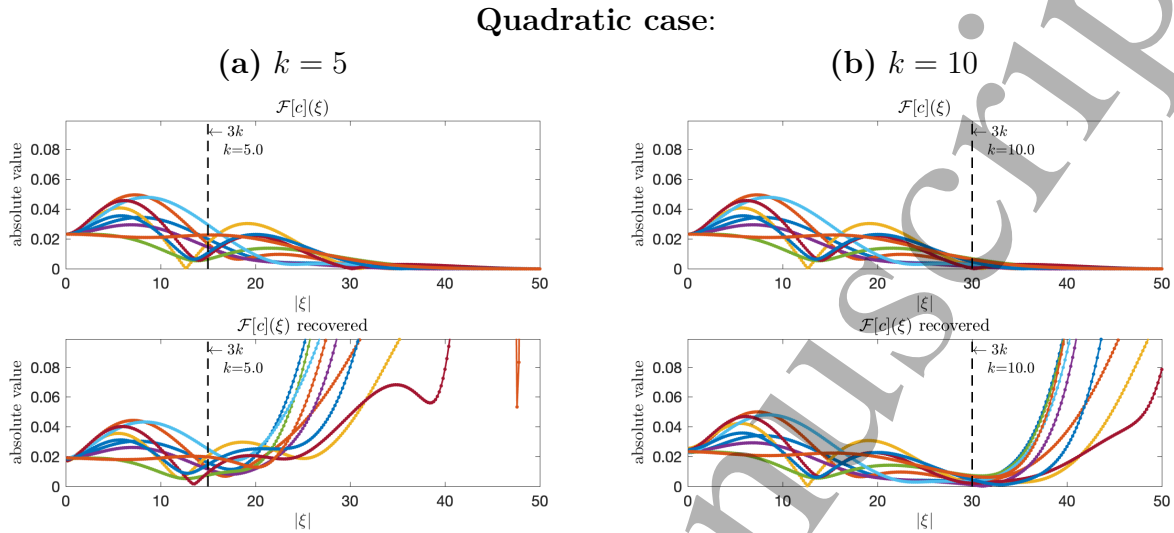 Quadratic case:
(a) k = 5
(b) k = 10
F[c](ξ)
absolute value
0.08
0.06
0.04
0.02
0
← 3k
k=5.0
0 10 20 30 40 50
|ξ|
F[c](ξ)
absolute value
0.08
0.06
0.04
0.02
0
← 3k
k=10.0
0 10 20 30 40 50
|ξ|
F[c](ξ) recovered
absolute value
0.08
0.06
0.04
0.02
0
← 3k
k=5.0
0 10 20 30 40 50
|ξ|
F[c](ξ) recovered
absolute value
0.08
0.06
0.04
0.02
0
← 3k
k=10.0
0 10 20 30 40 50
|ξ|
nuscrip